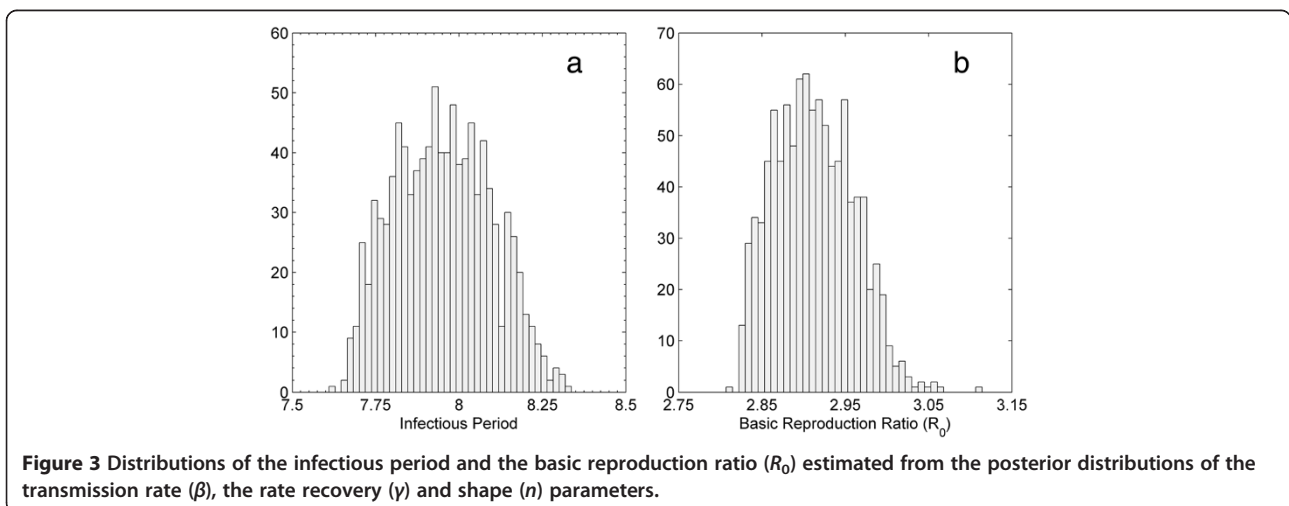 60
50
40
30
20
10
0
7.5 7.75 8 8.25 8.5
Infectious Period
a
70
60
50
40
30
20
10
0
2.75 2.85 2.95 3.05 3.15
Basic Reproduction Ratio (R0)
b
Figure 3 Distributions of the infectious period and the basic reproduction ratio (R0) estimated from the posterior distributions of the
transmission rate (β), the rate recovery (γ) and shape (n) parameters.